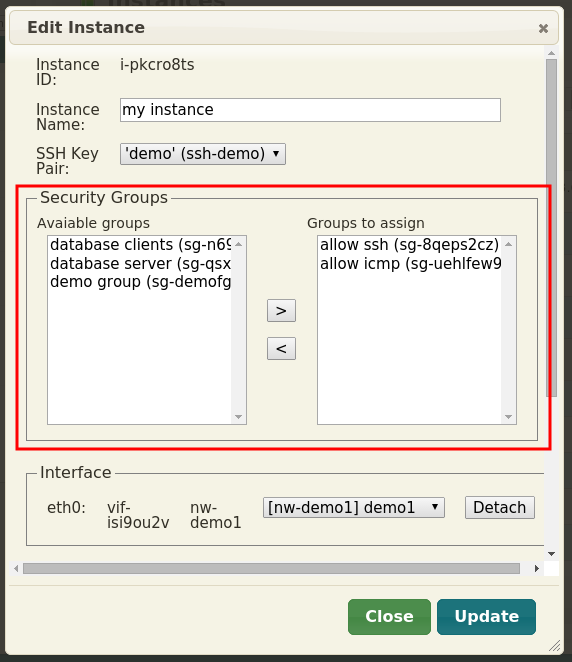 Instances
Edit Instance
Instance ID: i-pkcro8ts
Instance Name: my instance
SSH Key Pair: 'demo' (ssh-demo)
Security Groups
Avaiable groups
database clients (sg-n69
database server (sg-qsx
demo group (sg-demofg
>
<
Groups to assign
allow ssh (sg-8qeps2cz)
allow icmp (sg-uehlfew9
Interface
eth0: vif-isi9ou2v nw-demo1 [nw-demo1] demo1 Detach
Close Update